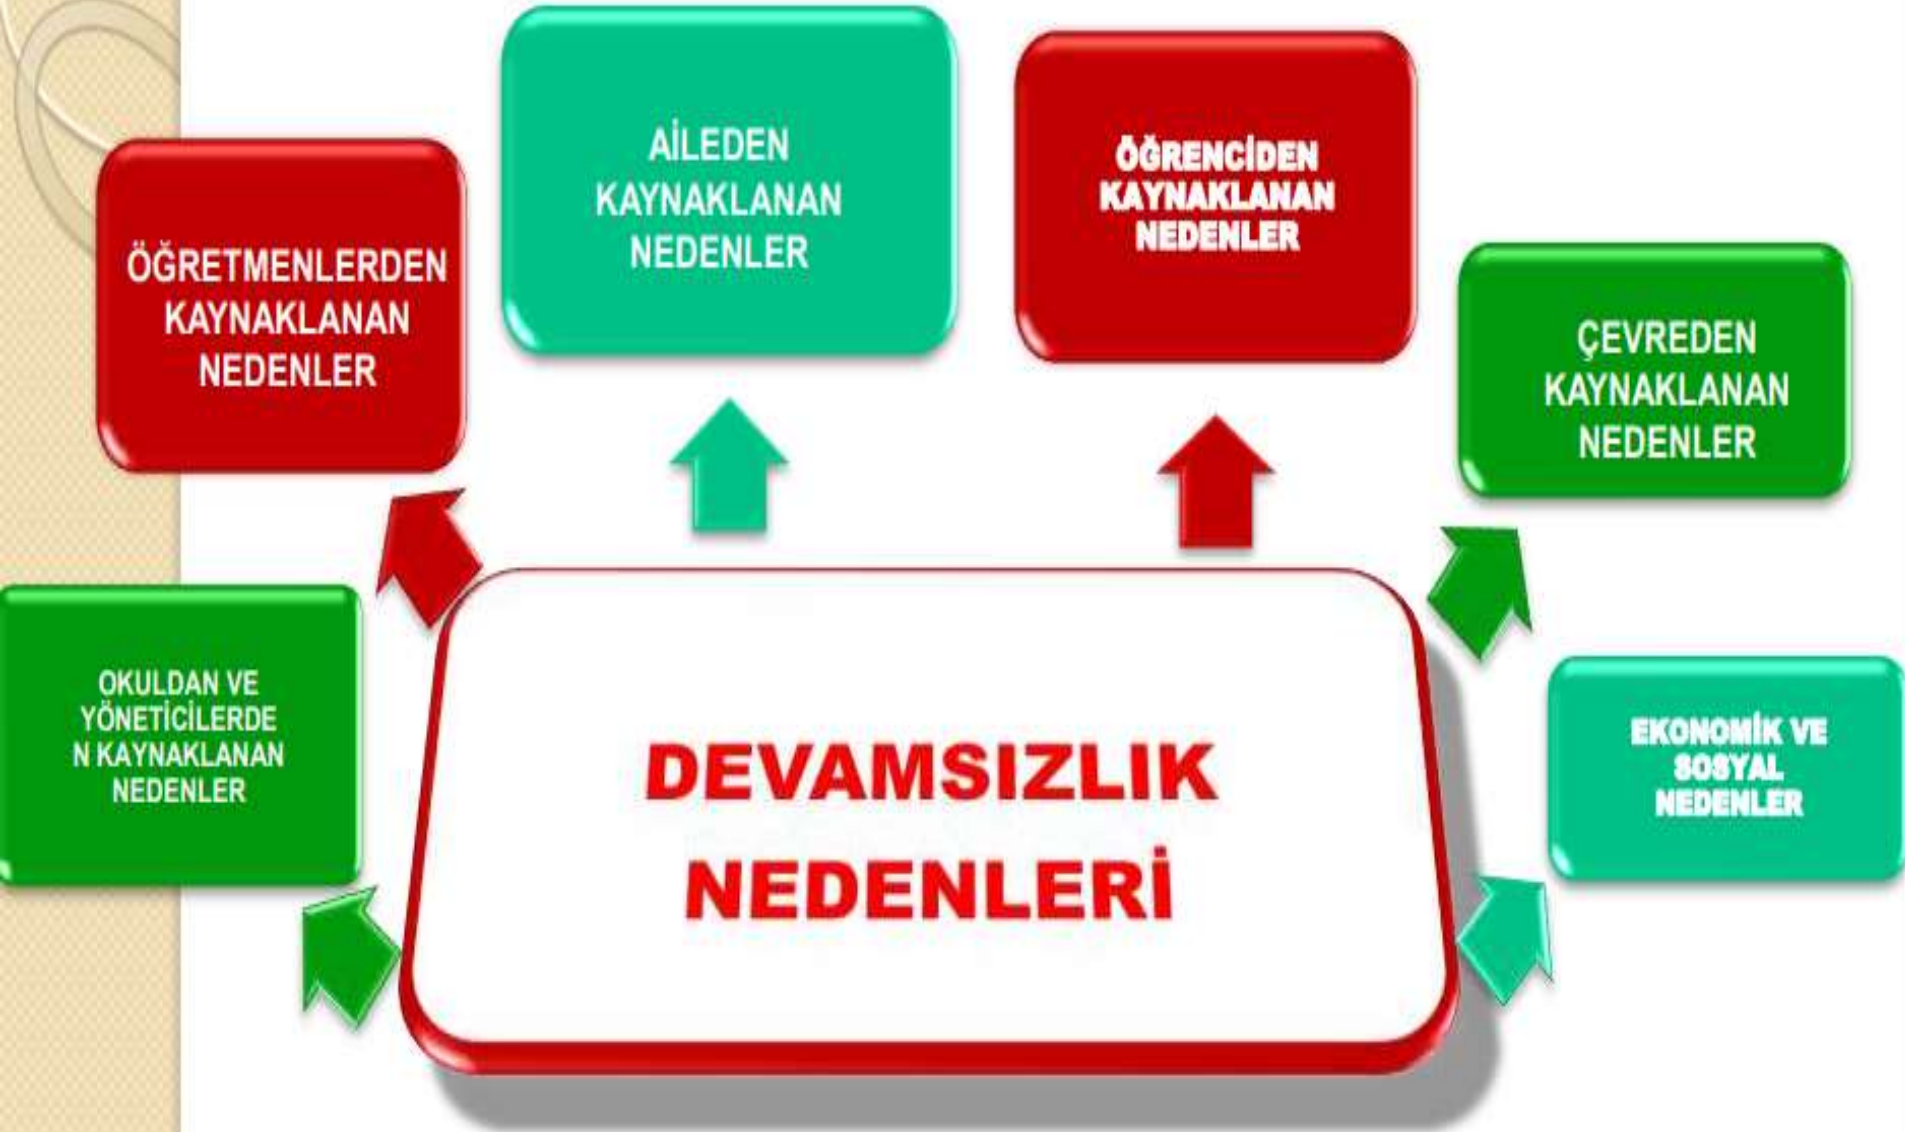 AİLEDEN
KAYNAKLANAN
NEDENLER
ÖĞRENCİDEN
KAYNAKLANAN
NEDENLER
ÖĞRETMENLERDEN
KAYNAKLANAN
NEDENLER
ÇEVREDEN
KAYNAKLANAN
NEDENLER
OKULDAN VE
YÖNETİCİLERDE
N KAYNAKLANAN
NEDENLER
EKONOMİK VE
SOSYAL
NEDENLER
DEVAMSIZLIK
NEDENLERİ